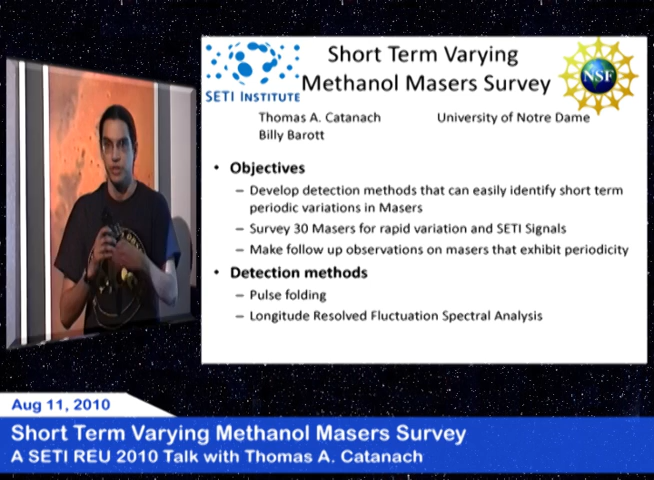 SETI INSTITUTE
Short Term Varying
Methanol Masers Survey
NSF
Thomas A. Catanach University of Notre Dame
Billy Barott
• Objectives
– Develop detection methods that can easily identify short term
periodic variations in Masers
– Survey 30 Masers for rapid variation and SETI Signals
– Make follow up observations on masers that exhibit periodicity
• Detection methods
– Pulse folding
– Longitude Resolved Fluctuation Spectral Analysis
Aug 11, 2010
Short Term Varying Methanol Masers Survey
A SETI REU 2010 Talk with Thomas A. Catanach